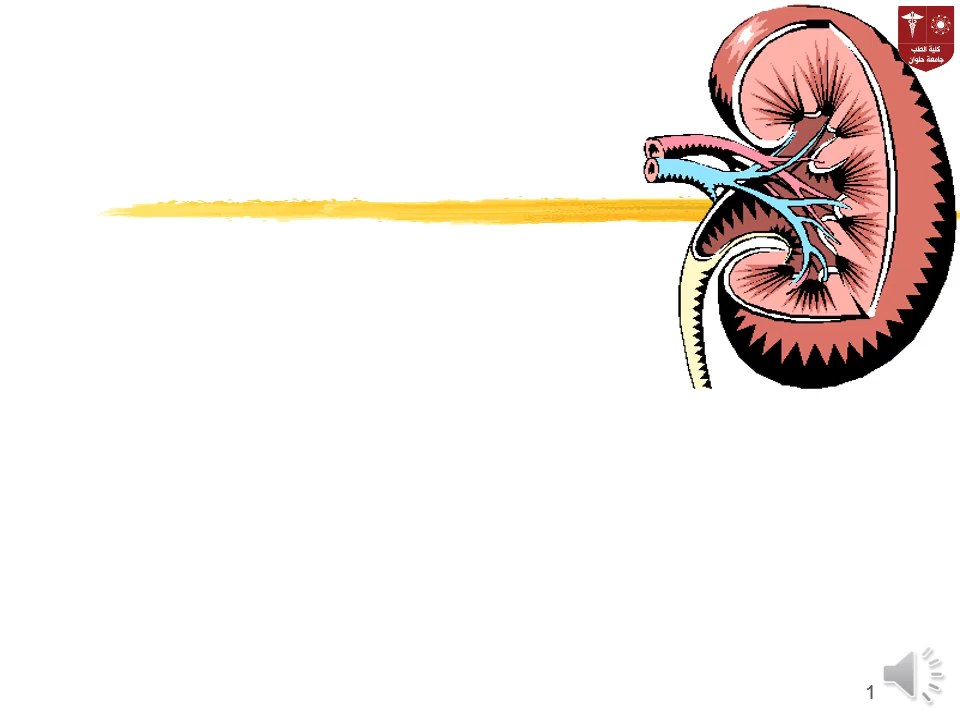 كلية الطب
جامعة حلوان
1